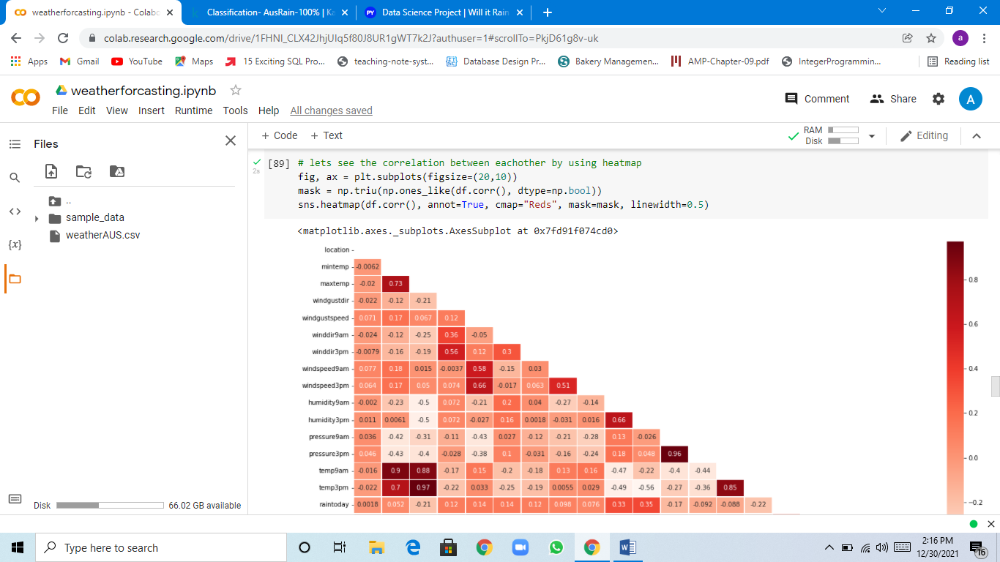 weatherforcasting.ipynb - Colabo
Classification- AusRain-100% | Ka
PY Data Science Project | Will it Rain
colab.research.google.com/drive/1FHNI_CLX42JhjUIq5f80J8UR1gWT7k2J?authuser=1#scrollTo=PkjD61g8v-uk
a
Apps Gmail YouTube Maps 15 Exciting SQL Pro... teaching-note-syst... Database Design Pr... Bakery Managemen... AMP-Chapter-09.pdf IntegerProgrammin... Reading list
weatherforcasting.ipynb
Comment Share A
File Edit View Insert Runtime Tools Help All changes saved
Files
+ Code + Text
RAM
Disk
Editing
..
sample_data
weatherAUS.csv
{x}
Disk 66.02 GB available
2s
[89] # lets see the correlation between eachother by using heatmap
fig, ax = plt.subplots(figsize=(20,10))
mask = np.triu(np.ones_like(df.corr(), dtype=np.bool))
sns.heatmap(df.corr(), annot=True, cmap="Reds", mask=mask, linewidth=0.5)
<matplotlib.axes._subplots.AxesSubplot at 0x7fd91f074cd0>
location
mintemp -0.0062
maxtemp -0.02 0.73
windgustdir -0.022 -0.12 -0.21
windgustspeed 0.071 0.17 0.067 0.12
winddir9am -0.024 -0.12 -0.25 0.36 -0.05
winddir3pm -0.0079 -0.16 -0.19 0.56 0.12 0.3
windspeed9am 0.077 0.18 0.015 -0.0037 0.58 -0.15 0.03
windspeed3pm 0.064 0.17 0.05 0.074 0.66 -0.017 0.063 0.51
humidity9am -0.002 -0.23 -0.5 0.072 -0.21 0.2 0.04 -0.27 -0.14
humidity3pm 0.011 0.0061 -0.5 0.072 -0.027 0.16 0.0018 -0.031 0.016 0.66
pressure9am 0.036 -0.42 -0.31 -0.11 -0.43 0.027 -0.12 -0.21 -0.28 0.13 -0.026
pressure3pm 0.046 -0.43 -0.4 -0.028 -0.38 0.1 -0.031 -0.16 -0.24 0.18 0.048 0.96
temp9am -0.016 0.9 0.88 -0.17 0.15 -0.2 -0.18 0.13 0.16 -0.47 -0.22 -0.4 -0.44
temp3pm -0.022 0.7 0.97 -0.22 0.033 -0.25 -0.19 0.0055 0.029 -0.49 -0.56 -0.27 -0.36 0.85
raintoday 0.0018 0.052 -0.21 0.12 0.14 0.14 0.12 0.098 0.076 0.33 0.35 -0.17 -0.092 -0.088 -0.22
0.8
0.6
0.4
0.2
0.0
-0.2
Type here to search
2:16 PM
12/30/2021
16